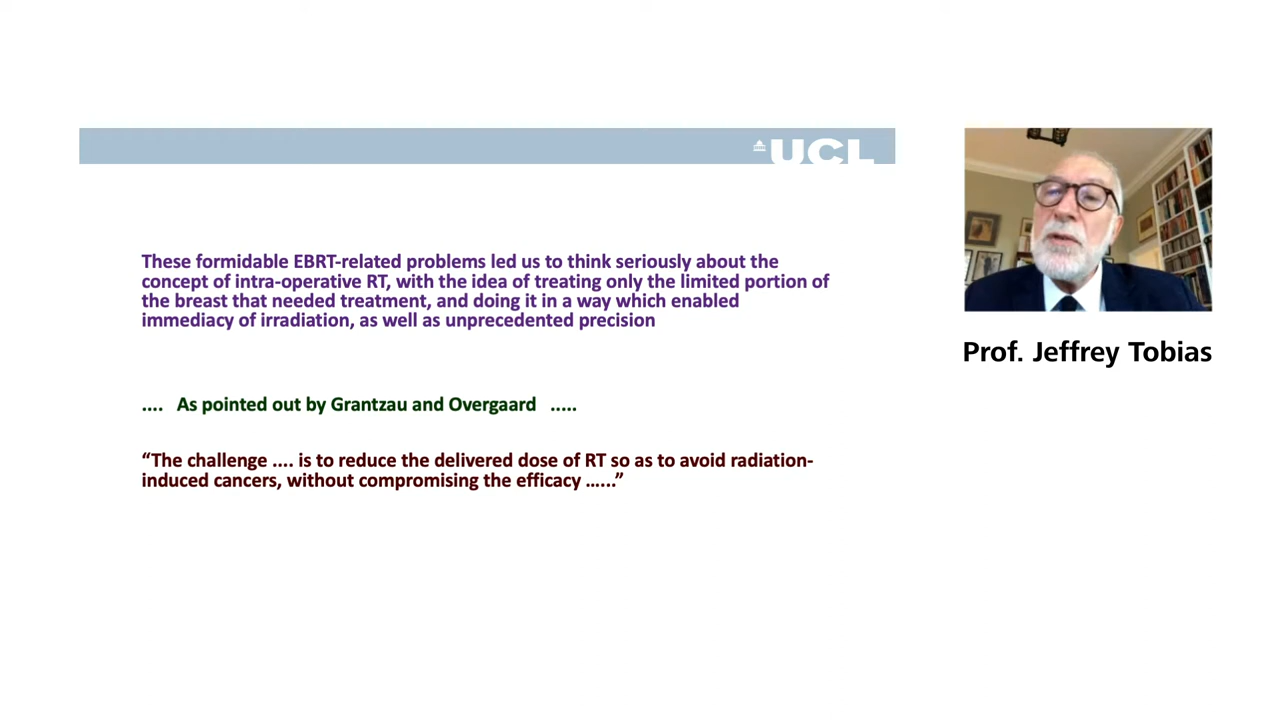 UCL
These formidable EBRT-related problems led us to think seriously about the
concept of intra-operative RT, with the idea of treating only the limited portion of
the breast that needed treatment, and doing it in a way which enabled
immediacy of irradiation, as well as unprecedented precision
.... As pointed out by Grantzau and Overgaard .....
“The challenge .... is to reduce the delivered dose of RT so as to avoid radiation-
induced cancers, without compromising the efficacy …...”
Prof. Jeffrey Tobias